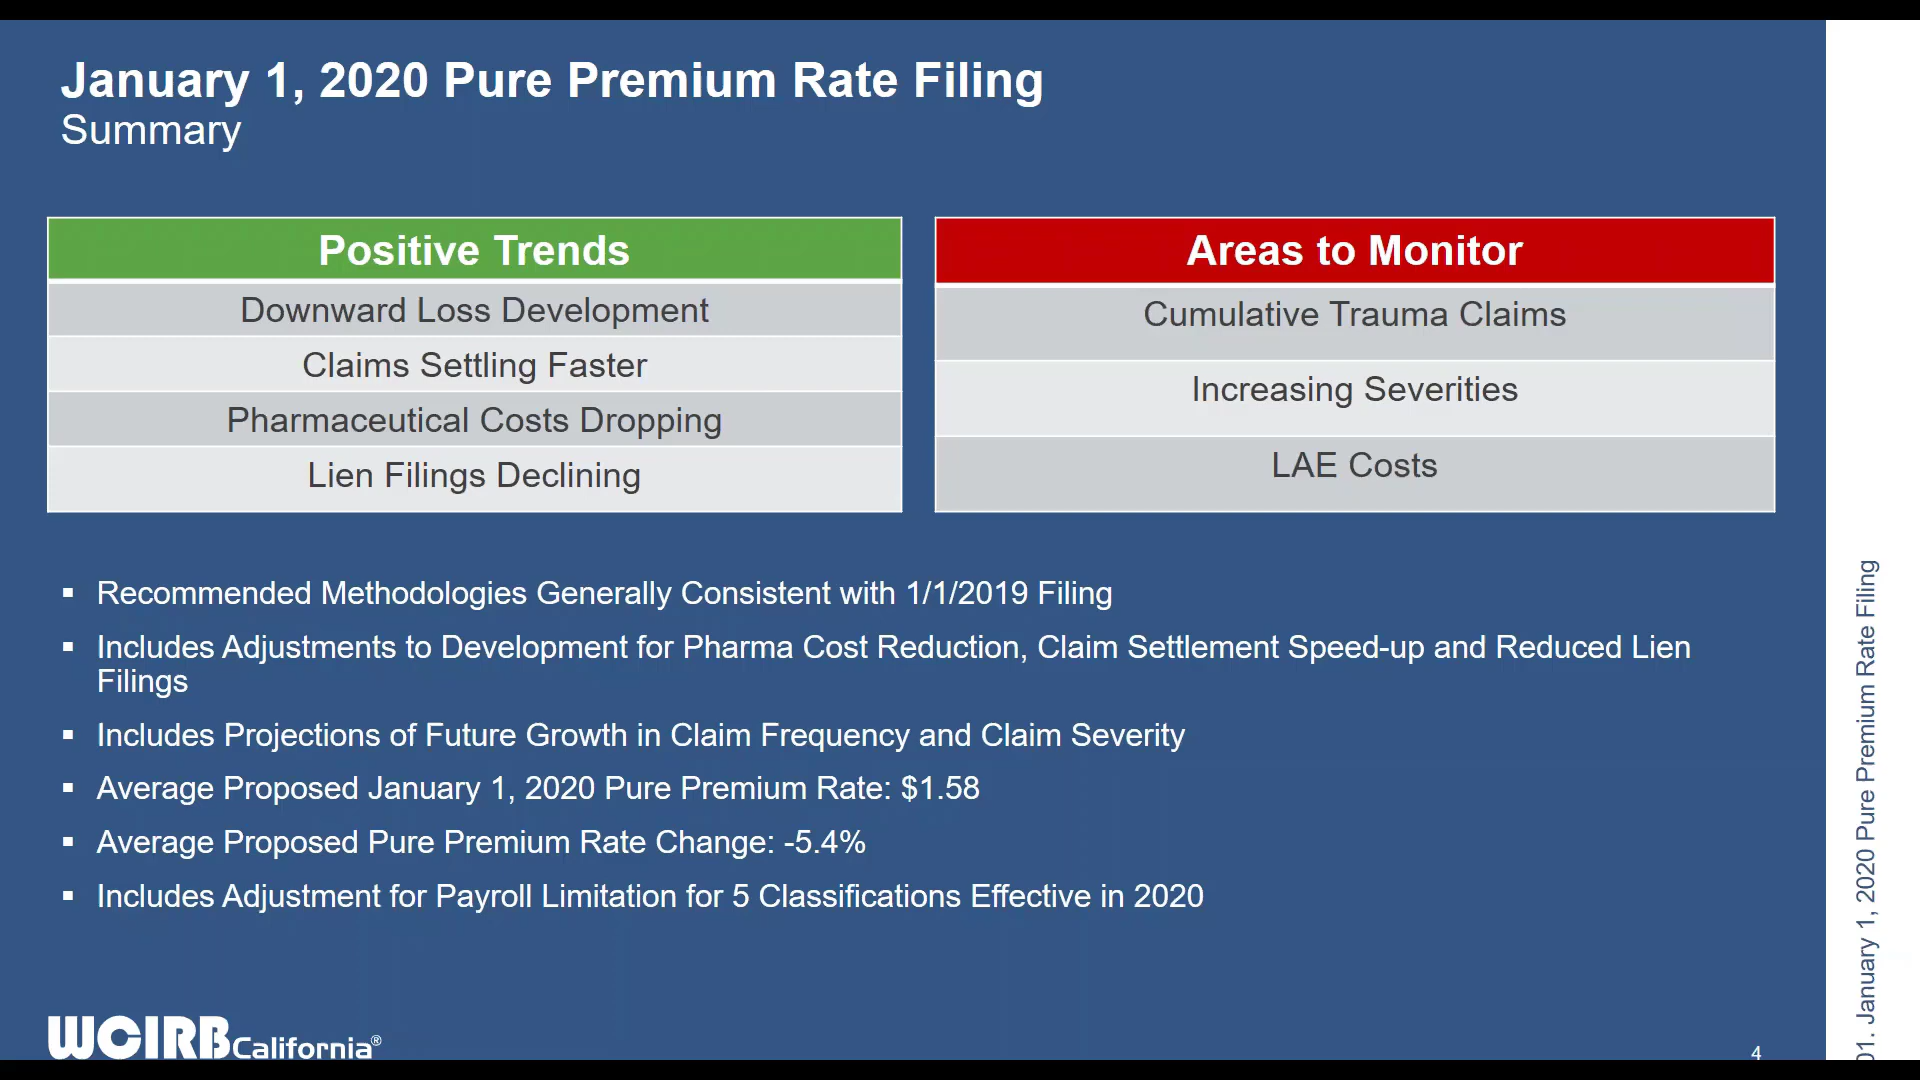 January 1, 2020 Pure Premium Rate Filing
Summary
Positive Trends
Downward Loss Development
Claims Settling Faster
Pharmaceutical Costs Dropping
Lien Filings Declining
Areas to Monitor
Cumulative Trauma Claims
Increasing Severities
LAE Costs
▪ Recommended Methodologies Generally Consistent with 1/1/2019 Filing
▪ Includes Adjustments to Development for Pharma Cost Reduction, Claim Settlement Speed-up and Reduced Lien
Filings
▪ Includes Projections of Future Growth in Claim Frequency and Claim Severity
▪ Average Proposed January 1, 2020 Pure Premium Rate: $1.58
▪ Average Proposed Pure Premium Rate Change: -5.4%
▪ Includes Adjustment for Payroll Limitation for 5 Classifications Effective in 2020
WCIRB California®
4
01. January 1, 2020 Pure Premium Rate Filing